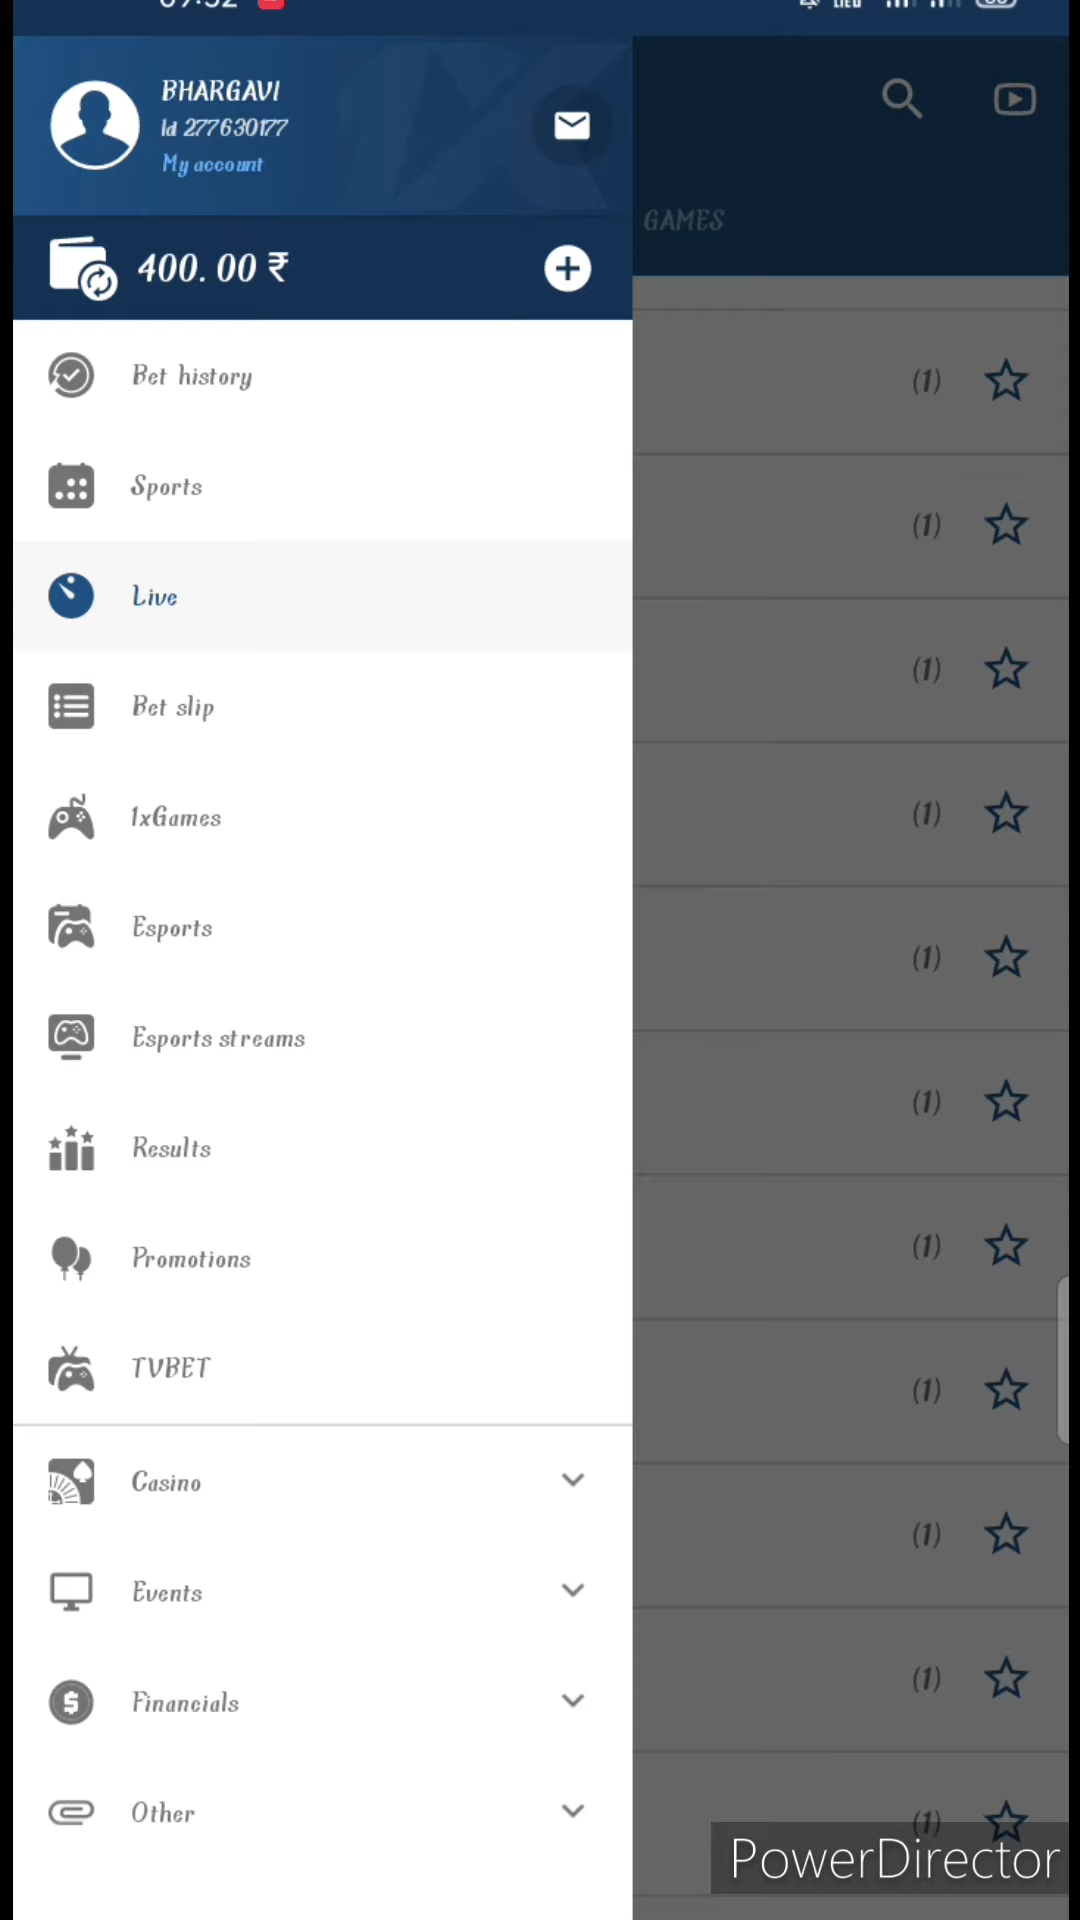 BHARGAVI
Id 277630177
My account
GAMES
400.00 ₹
Bet history
(1)
Sports
(1)
Live
(1)
Bet slip
1xGames
(1)
Esports
(1)
Esports streams
(1)
Results
Promotions
(1)
TVBET
(1)
Casino
(1)
Events
Financials
(1)
Other
(1)
PowerDirector